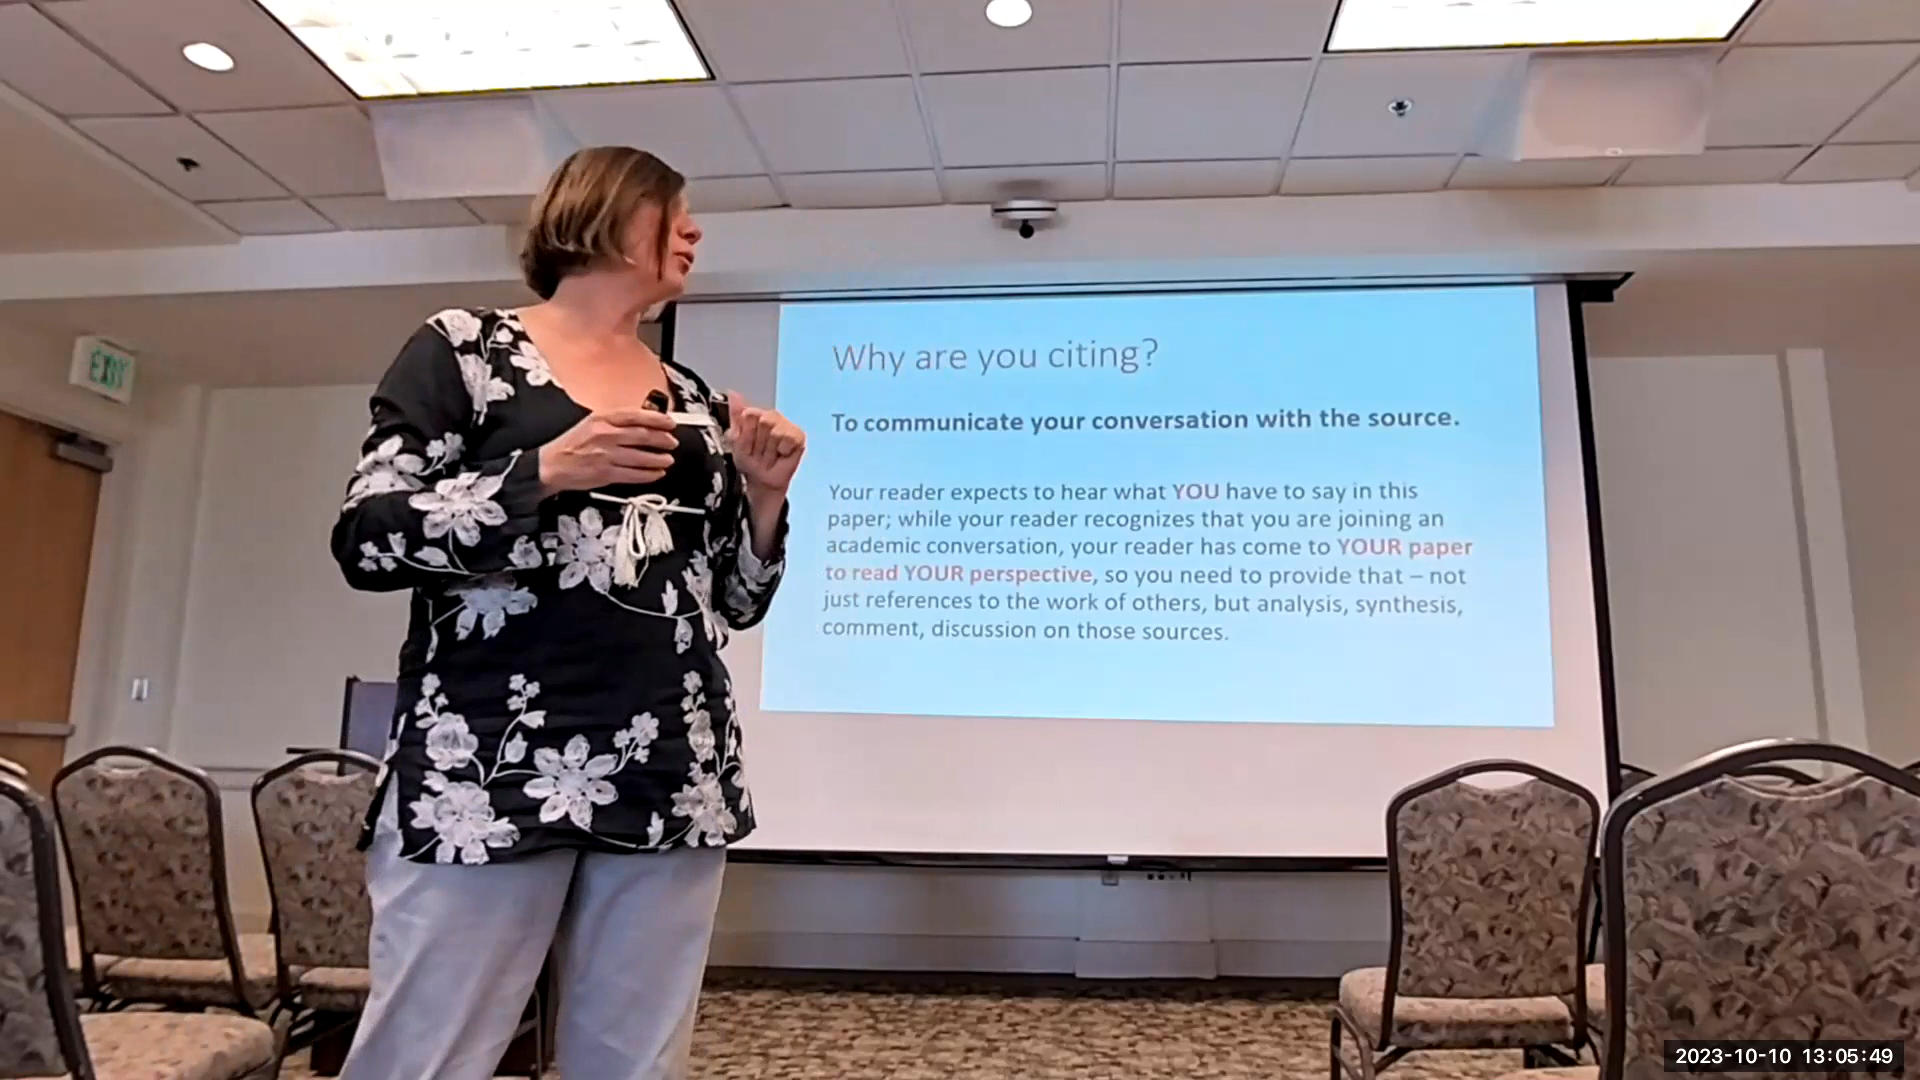 EXIT
Why are you citing?
To communicate your conversation with the source.
Your reader expects to hear what YOU have to say in this
paper; while your reader recognizes that you are joining an
academic conversation, your reader has come to YOUR paper
to read YOUR perspective, so you need to provide that – not
just references to the work of others, but analysis, synthesis,
comment, discussion on those sources.
2023-10-10 13:05:49